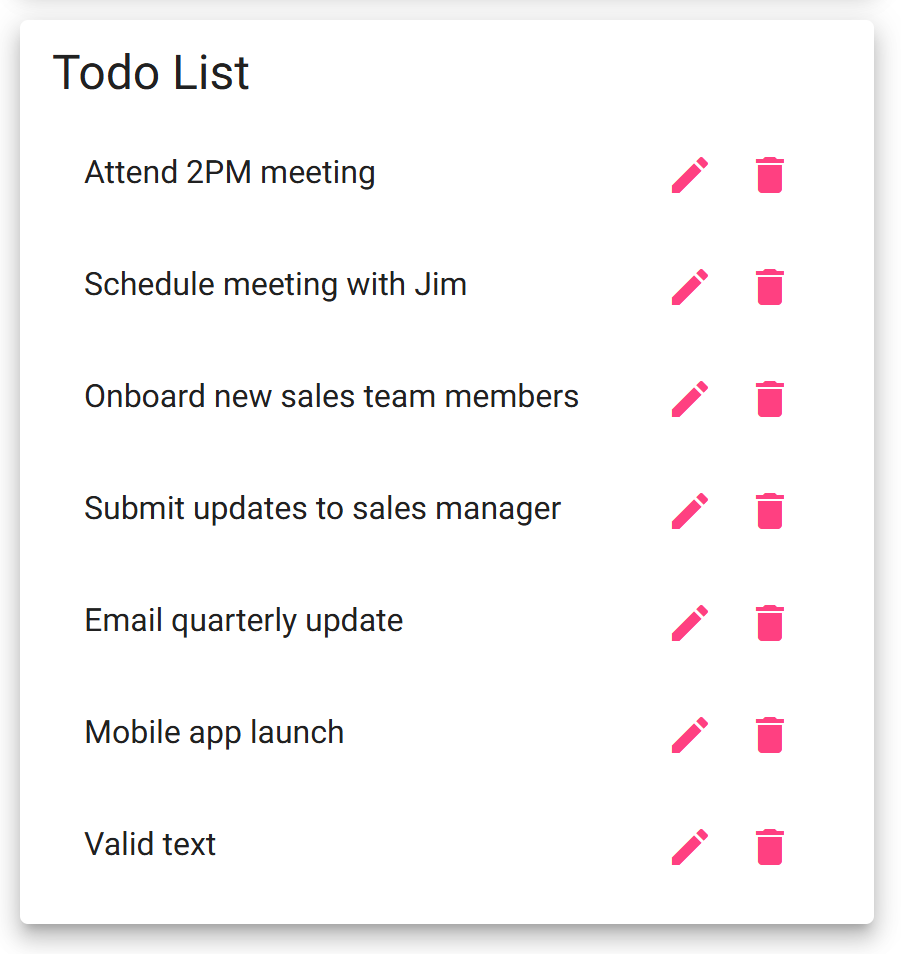 Todo List
Attend 2PM meeting
Schedule meeting with Jim
Onboard new sales team members
Submit updates to sales manager
Email quarterly update
Mobile app launch
Valid text